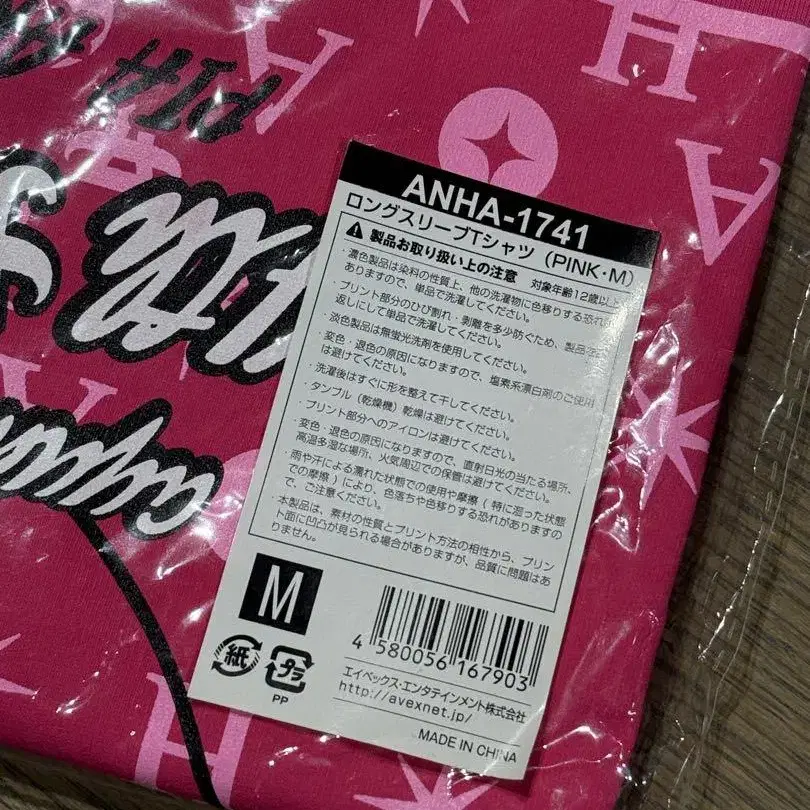 ANHA-1741
ロングスリーブTシャツ（PINK・M）
製品お取り扱い上の注意 対象年齢12歳以上
・濃色製品は染料の性質上、他の洗濯物に色移りする恐れ
ありますので、単品で洗濯してください。
・プリント部分のひび割れ・剥離を多少防ぐため、製品を
返しにして単品で洗濯してください。
・淡色製品は無蛍光洗剤を使用してください。
・変色・退色の原因になりますので、塩素系漂白剤のご使用
は避けてください。
・洗濯後はすぐに形を整えて干してください。
・タンブル（乾燥機）乾燥は避けてください。
・プリント部分へのアイロンは避けてください。
・変色・退色の原因になりますので、直射日光の当たる場所、
高温多湿な場所、火気周辺での保管は避けてください。
・雨や汗による濡れた状態での使用や摩擦（特に湿った状態
での摩擦）により、色落ちや色移りする恐れがありますの
で、ご注意ください。
・本製品は、素材の性質とプリント方法の相性から、プリン
ト面に凹凸が見られる場合がありますが、品質に問題はあ
りません。
M
4 580056 167903
紙
プラ
PP
エイベックス・エンタテインメント株式会社
http://avexnet.jp/
MADE IN CHINA
H
A
A
H